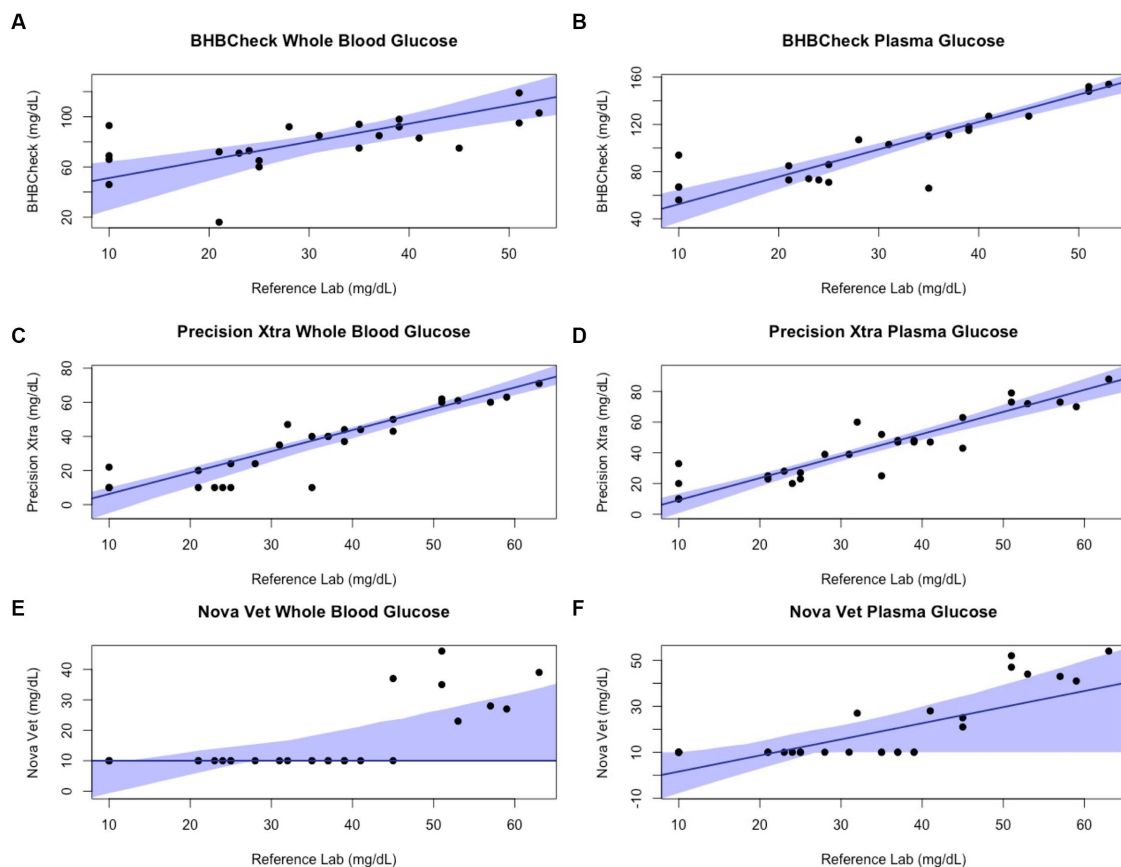 A
BHBCheck Whole Blood Glucose
BHBCheck (mg/dL)
20
60
100
10
20
30
40
50
Reference Lab (mg/dL)
B
BHBCheck Plasma Glucose
BHBCheck (mg/dL)
40
80
120
160
10
20
30
40
50
Reference Lab (mg/dL)
C
Precision Xtra Whole Blood Glucose
Precision Xtra (mg/dL)
0
20
40
60
80
10
20
30
40
50
60
Reference Lab (mg/dL)
D
Precision Xtra Plasma Glucose
Precision Xtra (mg/dL)
0
20
40
60
80
10
20
30
40
50
60
Reference Lab (mg/dL)
E
Nova Vet Whole Blood Glucose
Nova Vet (mg/dL)
0
10
20
30
40
10
20
30
40
50
60
Reference Lab (mg/dL)
F
Nova Vet Plasma Glucose
Nova Vet (mg/dL)
-10
10
30
50
10
20
30
40
50
60
Reference Lab (mg/dL)